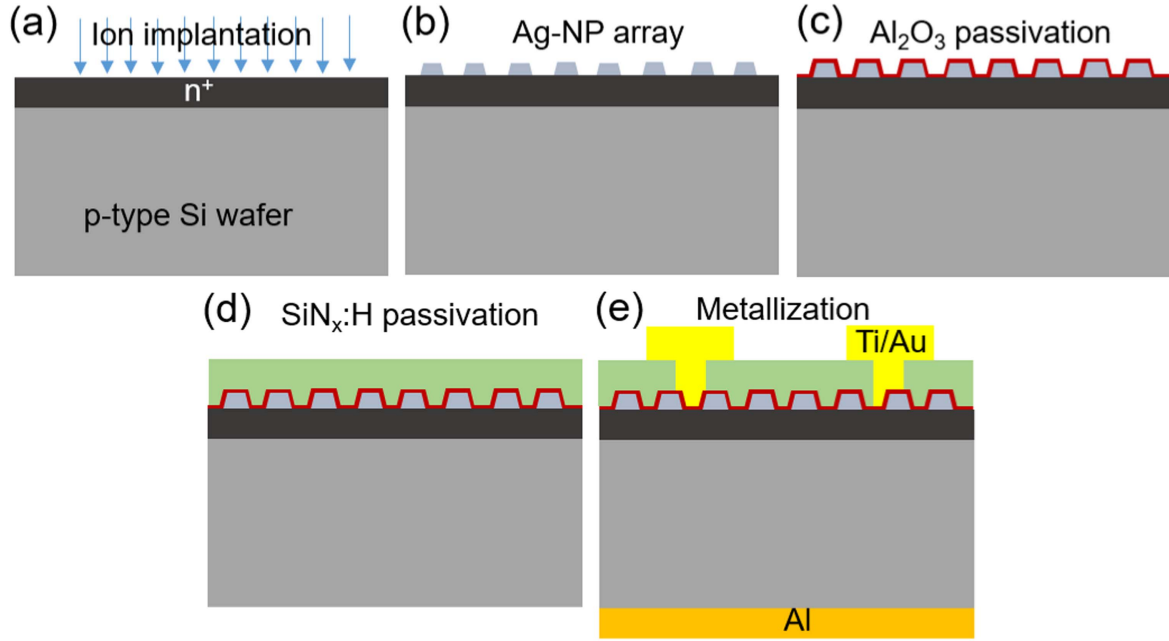 (a)
Ion implantation
n⁺
p-type Si wafer
(b)
Ag-NP array
(c)
Al₂O₃ passivation
(d)
SiNₓ:H passivation
(e)
Metallization
Ti/Au
Al